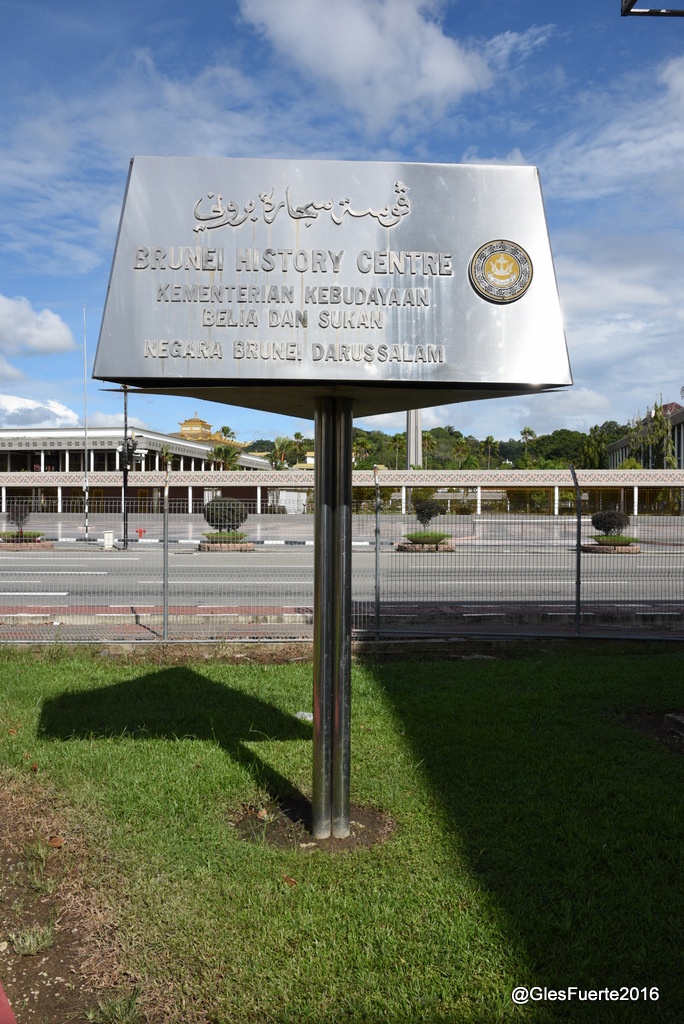 ڤوست سجاره بروني
BRUNEI HISTORY CENTRE
KEMENTERIAN KEBUDAYAAN
BELIA DAN SUKAN
NEGARA BRUNEI DARUSSALAM
@GlesFuerte2016